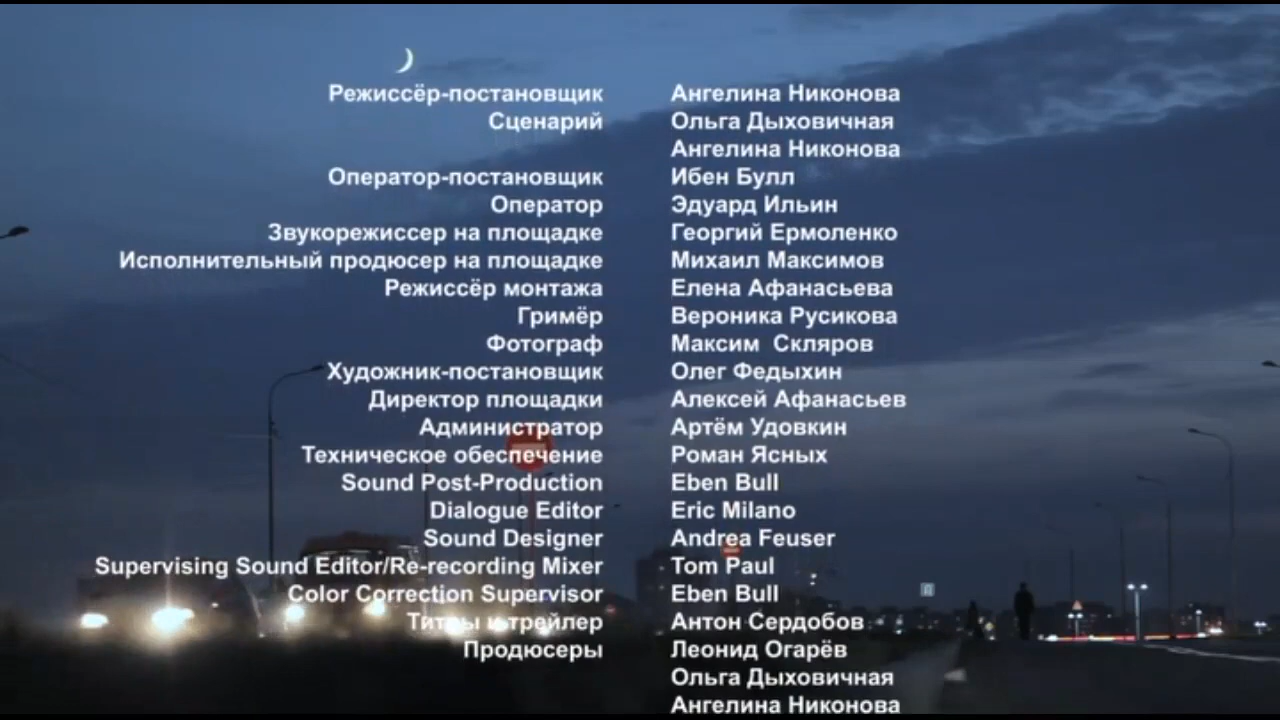 Режиссёр-постановщик Ангелина Никонова
Сценарий Ольга Дыховичная
Ангелина Никонова
Оператор-постановщик Ибен Булл
Оператор Эдуард Ильин
Звукорежиссер на площадке Георгий Ермоленко
Исполнительный продюсер на площадке Михаил Максимов
Режиссёр монтажа Елена Афанасьева
Гримёр Вероника Русикова
Фотограф Максим Скляров
Художник-постановщик Олег Федыхин
Директор площадки Алексей Афанасьев
Администратор Артём Удовкин
Техническое обеспечение Роман Ясных
Sound Post-Production Eben Bull
Dialogue Editor Eric Milano
Sound Designer Andrea Feuser
Supervising Sound Editor/Re-recording Mixer Tom Paul
Color Correction Supervisor Eben Bull
Титры и трейлер Антон Сердобов
Продюсеры Леонид Огарёв
Ольга Дыховичная
Ангелина Никонова